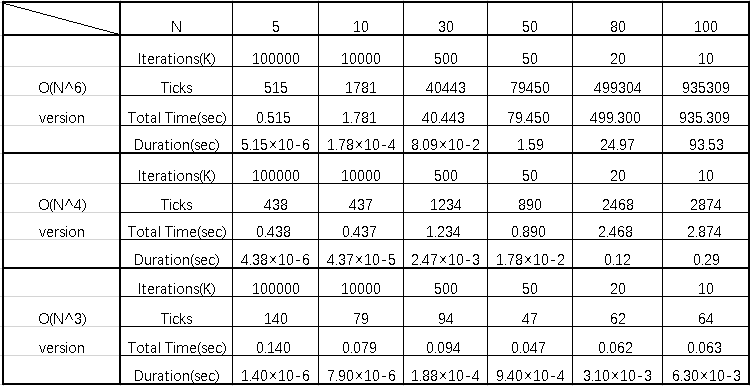 N 5 10 30 50 80 100
Iterations(K) 100000 10000 500 50 20 10
O(N^6) Ticks 515 1781 40443 79450 499304 935309
version Total Time(sec) 0.515 1.781 40.443 79.450 499.300 935.309
Duration(sec) 5.15×10-6 1.78×10-4 8.09×10-2 1.59 24.97 93.53
Iterations(K) 100000 10000 500 50 20 10
O(N^4) Ticks 438 437 1234 890 2468 2874
version Total Time(sec) 0.438 0.437 1.234 0.890 2.468 2.874
Duration(sec) 4.38×10-6 4.37×10-5 2.47×10-3 1.78×10-2 0.12 0.29
Iterations(K) 100000 10000 500 50 20 10
O(N^3) Ticks 140 79 94 47 62 64
version Total Time(sec) 0.140 0.079 0.094 0.047 0.062 0.063
Duration(sec) 1.40×10-6 7.90×10-6 1.88×10-4 9.40×10-4 3.10×10-3 6.30×10-3